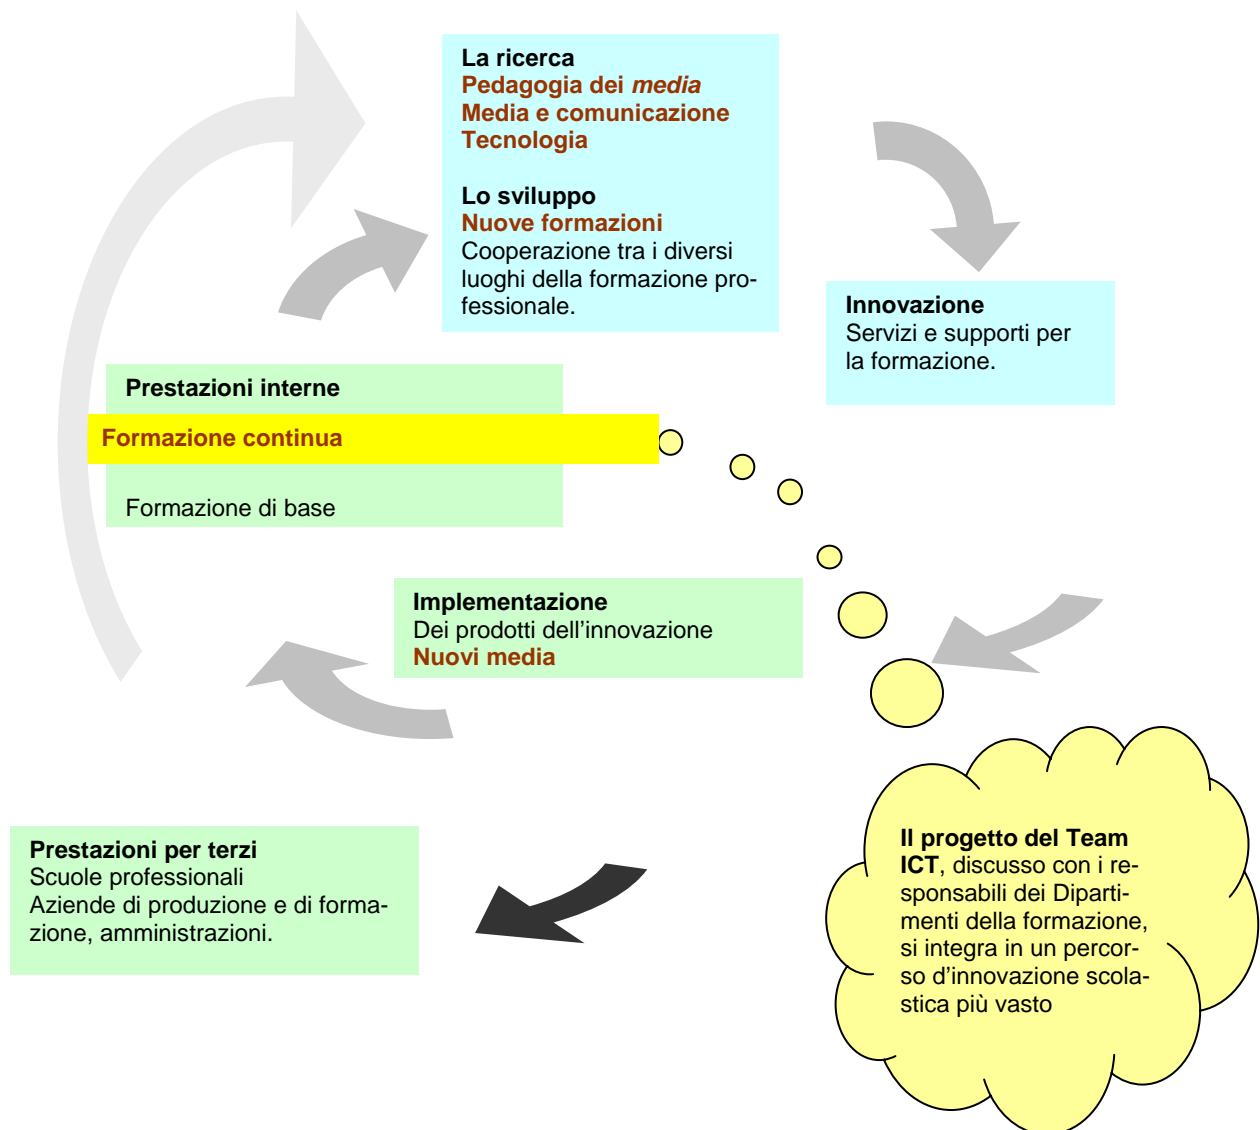 La ricerca
Pedagogia dei media
Media e comunicazione
Tecnologia
Lo sviluppo
Nuove formazioni
Cooperazione tra i diversi
luoghi della formazione pro-
fessionale.
Innovazione
Servizi e supporti per
la formazione.
Prestazioni interne
Formazione continua
Formazione di base
Implementazione
Dei prodotti dell'innovazione
Nuovi media
Prestazioni per terzi
Scuole professionali
Aziende di produzione e di forma-
zione, amministrazioni.
Il progetto del Team
ICT, discusso con i re-
sponsabili dei Diparti-
menti della formazione,
si integra in un percor-
so d'innovazione scola-
stica più vasto